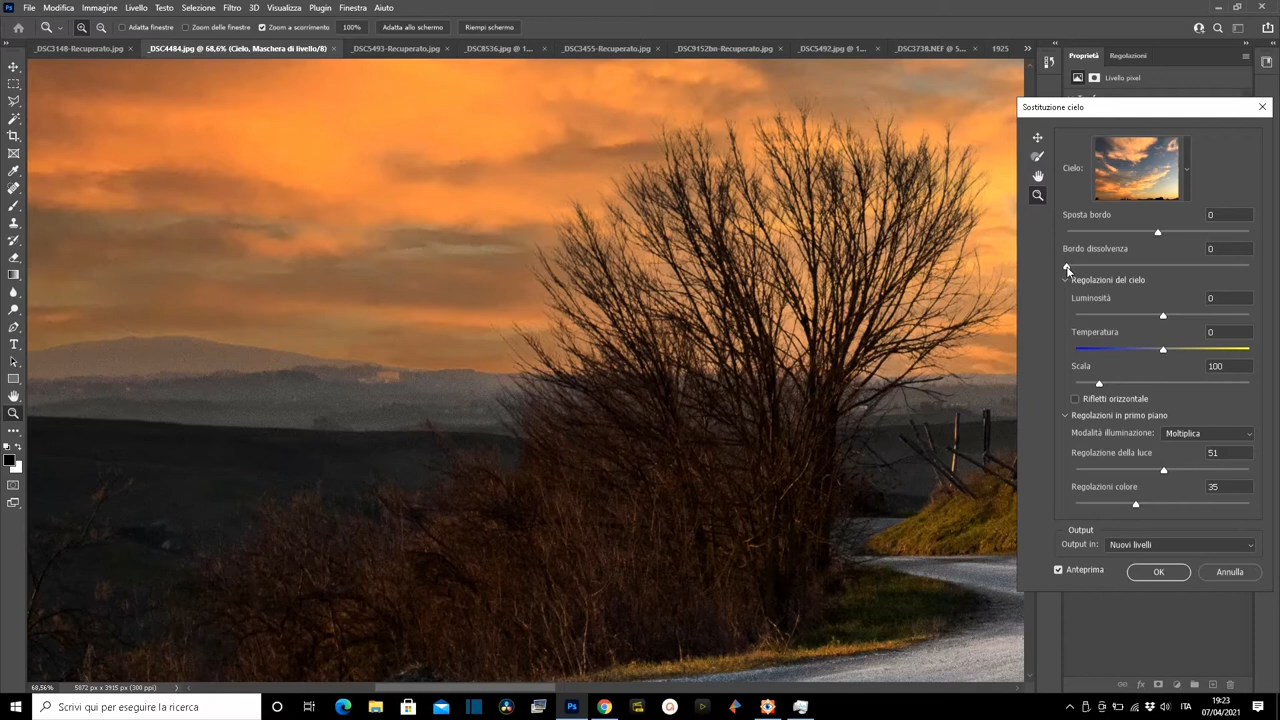 Ps File Modifica Immagine Livello Testo Selezione Filtro 3D Visualizza Plugin Finestra Aiuto
Adatta finestre Zoom delle finestre Zoom a scorrimento 100% Adatta allo schermo Riempi schermo
_DSC3148-Recuperato.jpg × _DSC4484.jpg @ 68,6% (Cielo, Maschera di livello/8) × _DSC5493-Recuperato.jpg × _DSC8536.jpg @ 1... × _DSC3455-Recuperato.jpg × _DSC9152bn-Recuperato.jpg × _DSC5492.jpg @ 1... × _DSC3738.NEF @ 5... × 1925 >>
Proprietà Regolazioni
Livello pixel
Sostituzione cielo
Cielo:
Sposta bordo 0
Bordo dissolvenza 0
Regolazioni del cielo
Luminosità 0
Temperatura 0
Scala 100
Rifletti orizzontale
Regolazioni in primo piano
Modalità illuminazione: Moltiplica
Regolazione della luce 51
Regolazioni colore 35
Output
Output in: Nuovi livelli
Anteprima OK Annulla
68,56% 5872 px x 3915 px (300 ppi)
Scrivi qui per eseguire la ricerca
Ps
ITA
19:23
07/04/2021